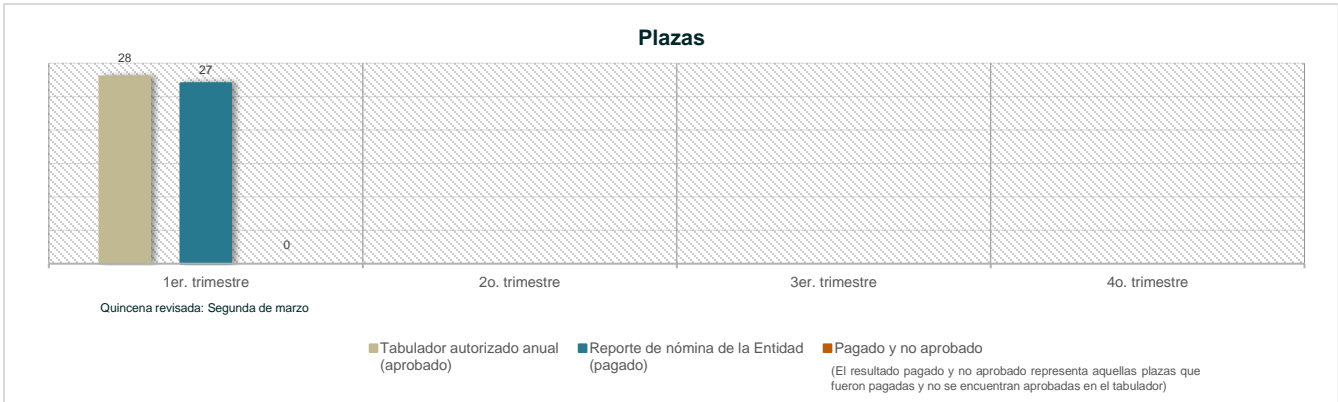 Plazas
28
27
0
1er. trimestre
2o. trimestre
3er. trimestre
4o. trimestre
Quincena revisada: Segunda de marzo
Tabulador autorizado anual
(aprobado)
Reporte de nómina de la Entidad
(pagado)
Pagado y no aprobado
(El resultado pagado y no aprobado representa aquellas plazas que
fueron pagadas y no se encuentran aprobadas en el tabulador)